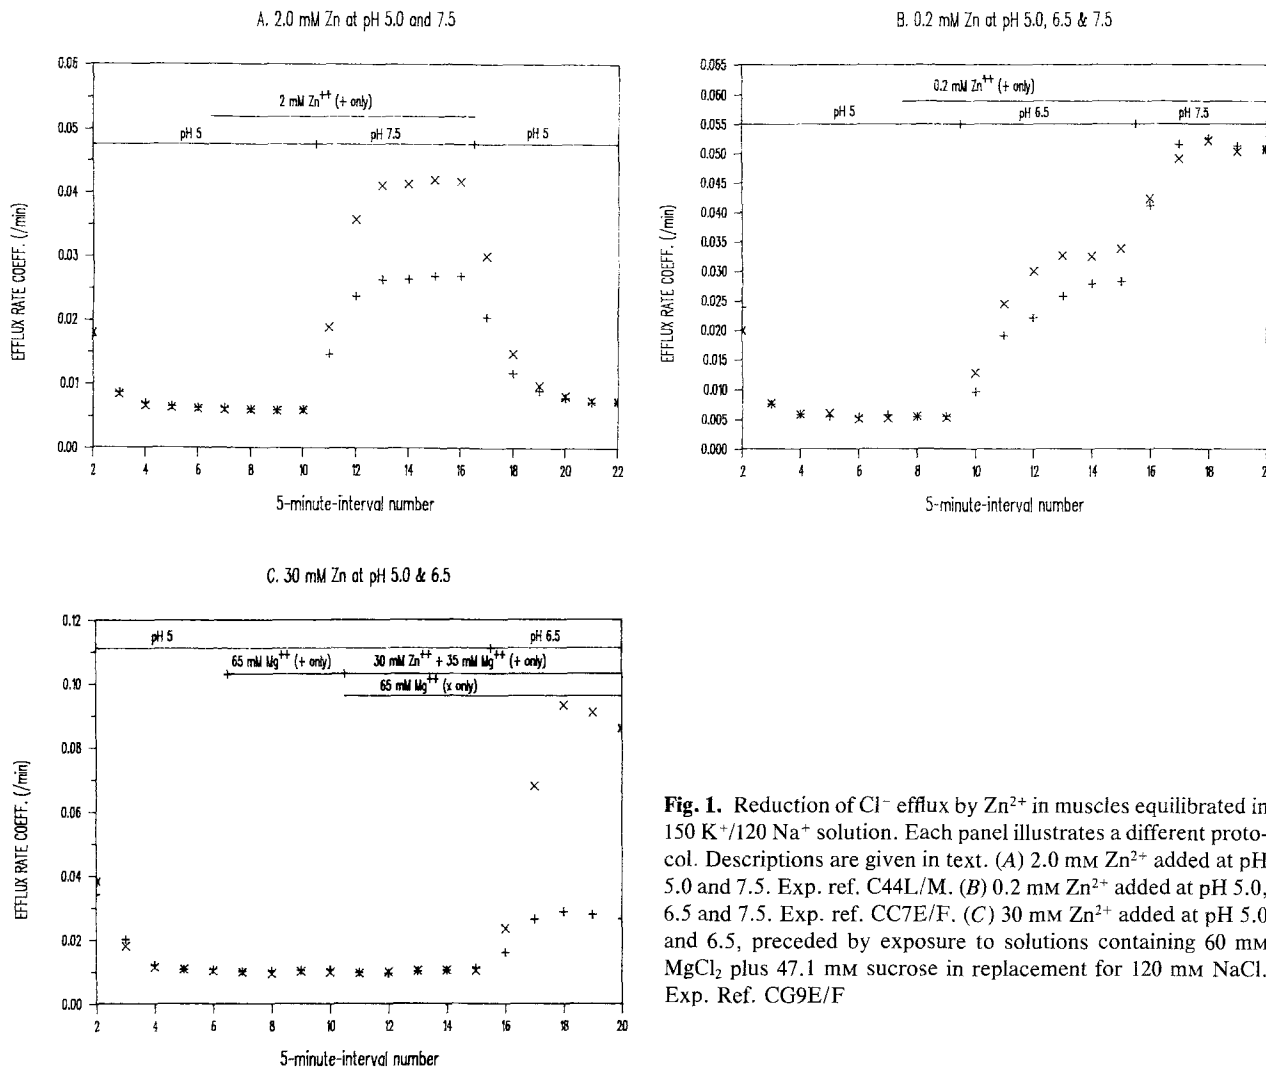 A. 2.0 mM Zn at pH 5.0 and 7.5
0.06
0.05
0.04
0.03
0.02
0.01
0.00
EFFLUX RATE COEFF. (/min)
2 mM Zn++ (+ only)
pH 5
pH 7.5
pH 5
2 4 6 8 10 12 14 16 18 20 22
5-minute-interval number
B. 0.2 mM Zn at pH 5.0, 6.5 & 7.5
0.065
0.060
0.055
0.050
0.045
0.040
0.035
0.030
0.025
0.020
0.015
0.010
0.005
0.000
EFFLUX RATE COEFF. (/min)
0.2 mM Zn++ (+ only)
pH 5
pH 6.5
pH 7.5
2 4 6 8 10 12 14 16 18 2
5-minute-interval number
C. 30 mM Zn at pH 5.0 & 6.5
0.12
0.10
0.08
0.06
0.04
0.02
0.00
EFFLUX RATE COEFF. (/min)
pH 5
pH 6.5
65 mM Mg++ (+ only)
30 mM Zn++ + 35 mM Mg++ (+ only)
65 mM Mg++ (x only)
2 4 6 8 10 12 14 16 18 20
5-minute-interval number
Fig. 1. Reduction of Cl⁻ efflux by Zn²⁺ in muscles equilibrated in
150 K⁺/120 Na⁺ solution. Each panel illustrates a different proto-
col. Descriptions are given in text. (A) 2.0 mM Zn²⁺ added at pH
5.0 and 7.5. Exp. ref. C44L/M. (B) 0.2 mM Zn²⁺ added at pH 5.0,
6.5 and 7.5. Exp. ref. CC7E/F. (C) 30 mM Zn²⁺ added at pH 5.0
and 6.5, preceded by exposure to solutions containing 60 mM
MgCl₂ plus 47.1 mM sucrose in replacement for 120 mM NaCl.
Exp. Ref. CG9E/F